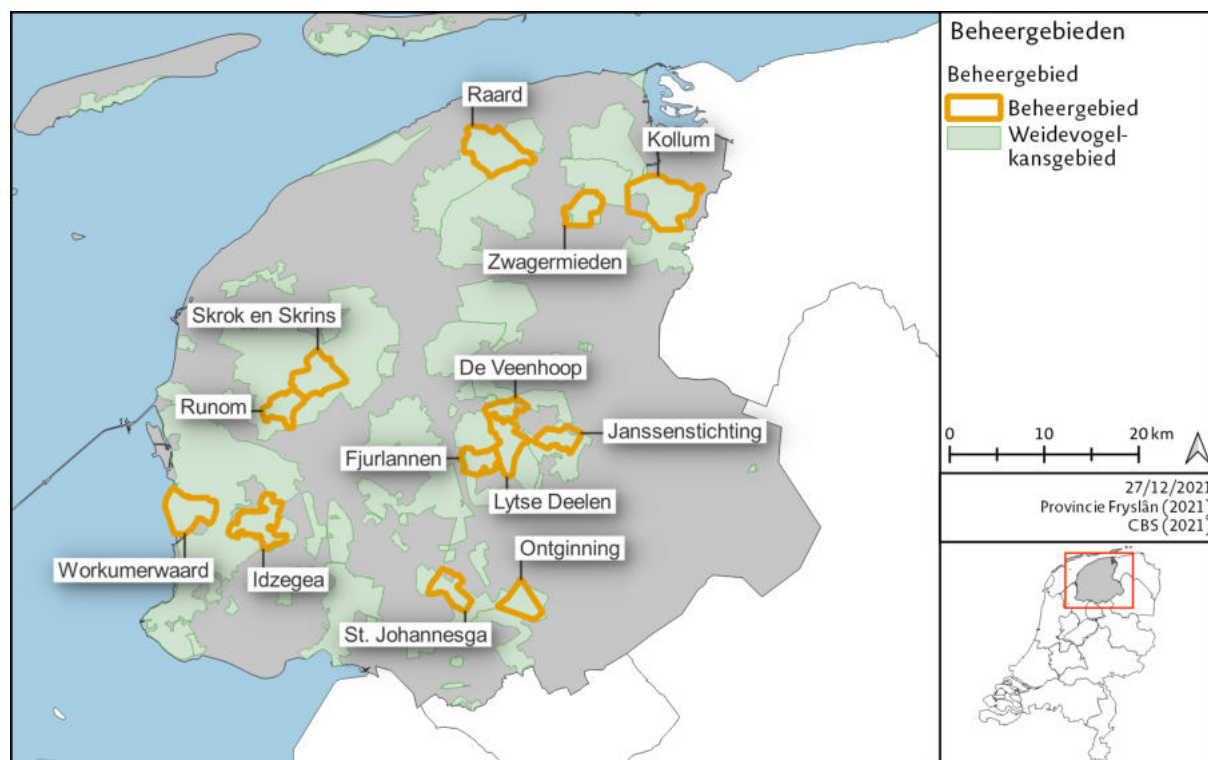 Raard
Kollum
Zwagermieden
Skrok en Skrins
De Veenhoop
Runom
Janssenstichting
Fjurlannen
Lytse Deelen
Ontginning
Workumerwaard
Idzegea
St. Johannesga
Beheergebieden
Beheergebied
Beheergebied
Weidevogel-
kansgebied
0 10 20 km
27/12/2021
Provincie Fryslân (2021)
CBS (2021)